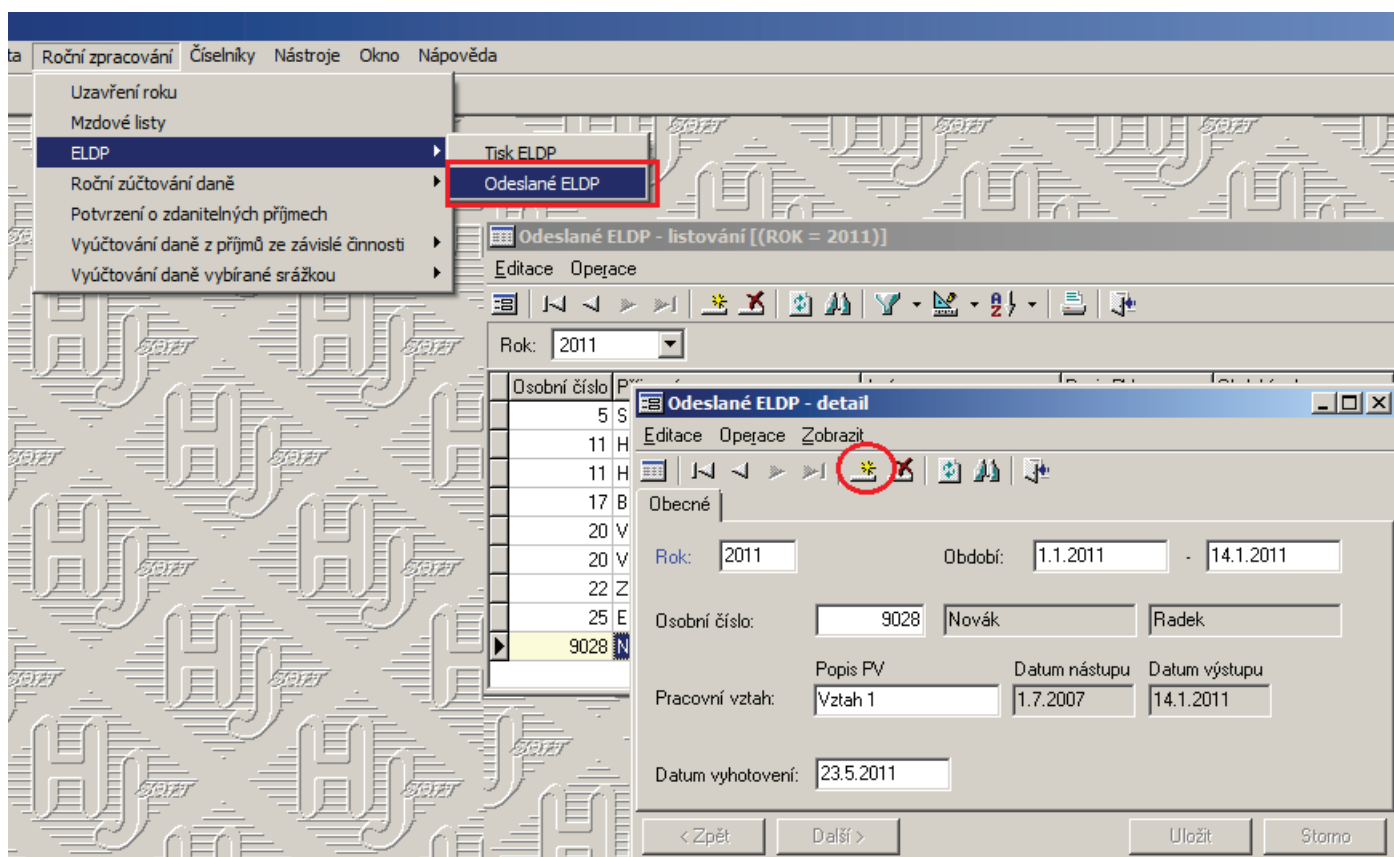 Roční zpracování Číselníky Nástroje Okno Nápověda
Uzavření roku
Mzdové listy
ELDP
Roční zúčtování daně
Potvrzení o zdanitelných příjmech
Vyúčtování daně z příjmů ze závislé činnosti
Vyúčtování daně vybírané srážkou
Tisk ELDP
Odeslané ELDP
Odeslané ELDP - listování [(ROK = 2011)]
Editace Operace
Rok: 2011
Osobní číslo
5 S
11 H
11 H
17 B
20 V
20 V
22 Z
25 E
9028 N
Odeslané ELDP - detail
Editace Operace Zobrazit
Obecné
Rok: 2011 Období: 1.1.2011 - 14.1.2011
Osobní číslo: 9028 Novák Radek
Popis PV Datum nástupu Datum výstupu
Pracovní vztah: Vztah 1 1.7.2007 14.1.2011
Datum vyhotovení: 23.5.2011
< Zpět Další > Uložit Storno
HJ SOFT